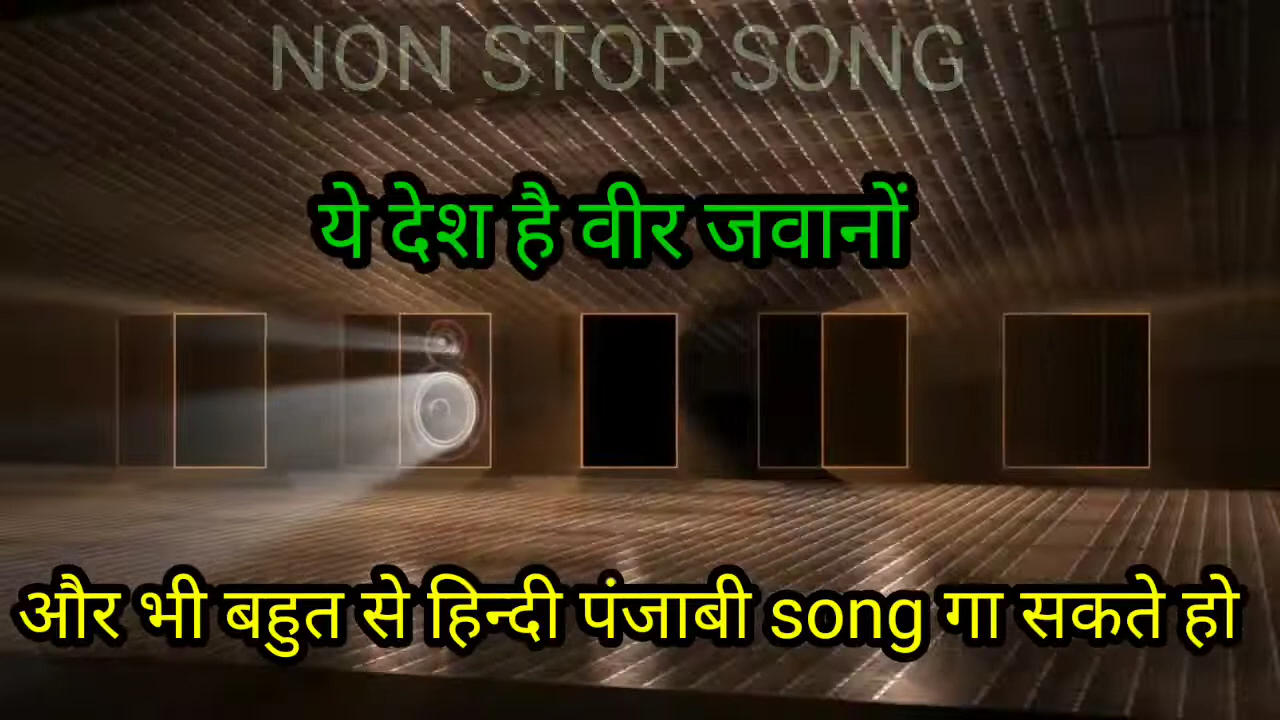 NON STOP SONG
ये देश है वीर जवानों
और भी बहुत से हिन्दी पंजाबी song गा सकते हो